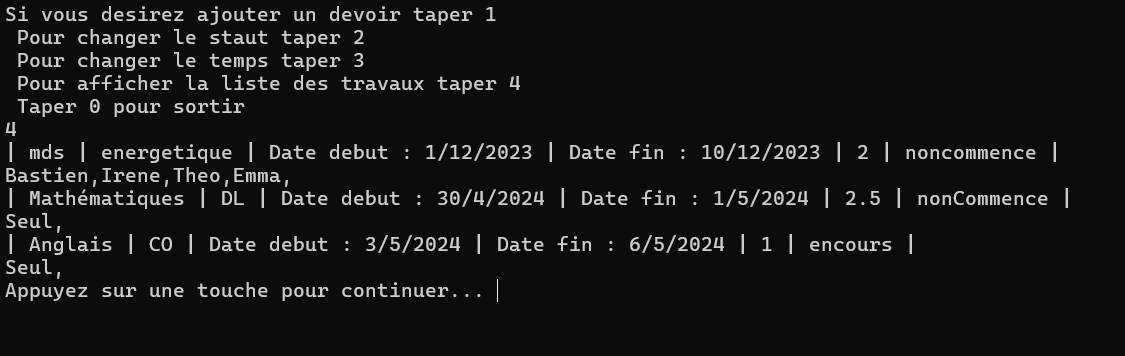 Si vous desirez ajouter un devoir taper 1
Pour changer le staut taper 2
Pour changer le temps taper 3
Pour afficher la liste des travaux taper 4
Taper 0 pour sortir
4
| mds | energetique | Date debut : 1/12/2023 | Date fin : 10/12/2023 | 2 | noncommence |
Bastien,Irene,Theo,Emma,
| Mathématiques | DL | Date debut : 30/4/2024 | Date fin : 1/5/2024 | 2.5 | nonCommence |
Seul,
| Anglais | CO | Date debut : 3/5/2024 | Date fin : 6/5/2024 | 1 | encours |
Seul,
Appuyez sur une touche pour continuer...